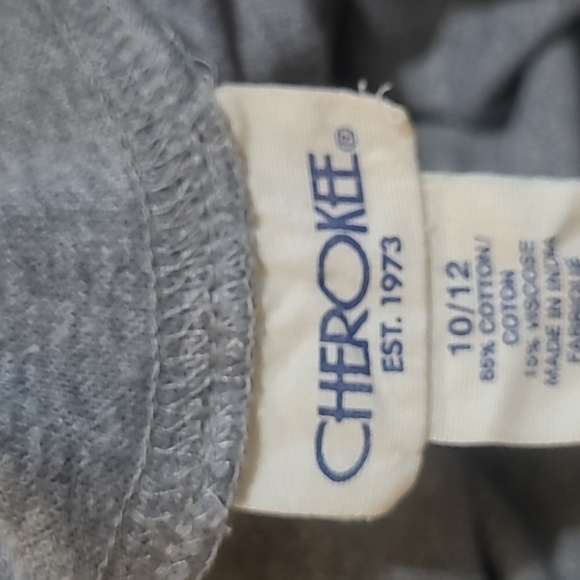 CHEROKEE®
EST. 1973
10/12
85% COTTON/
COTON
15% VISCOSE
MADE IN INDIA